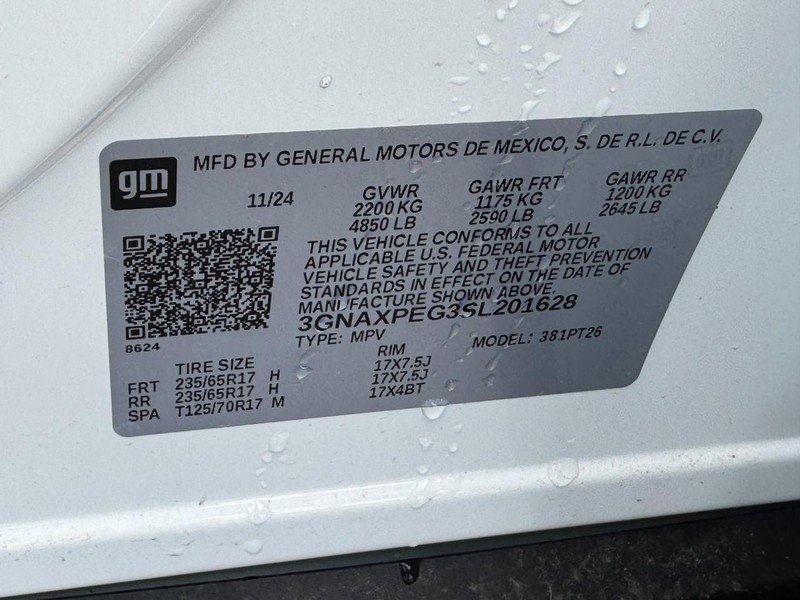 gm
MFD BY GENERAL MOTORS DE MEXICO, S. DE R.L. DE C.V.
11/24 GVWR GAWR FRT GAWR RR
2200 KG 1175 KG 1200 KG
4850 LB 2590 LB 2645 LB
THIS VEHICLE CONFORMS TO ALL
APPLICABLE U.S. FEDERAL MOTOR
VEHICLE SAFETY AND THEFT PREVENTION
STANDARDS IN EFFECT ON THE DATE OF
MANUFACTURE SHOWN ABOVE.
3GNAXPEG3SL201628
8624
TYPE: MPV MODEL: 381PT26
TIRE SIZE RIM
FRT 235/65R17 H 17X7.5J
RR 235/65R17 H 17X7.5J
SPA T125/70R17 M 17X4BT